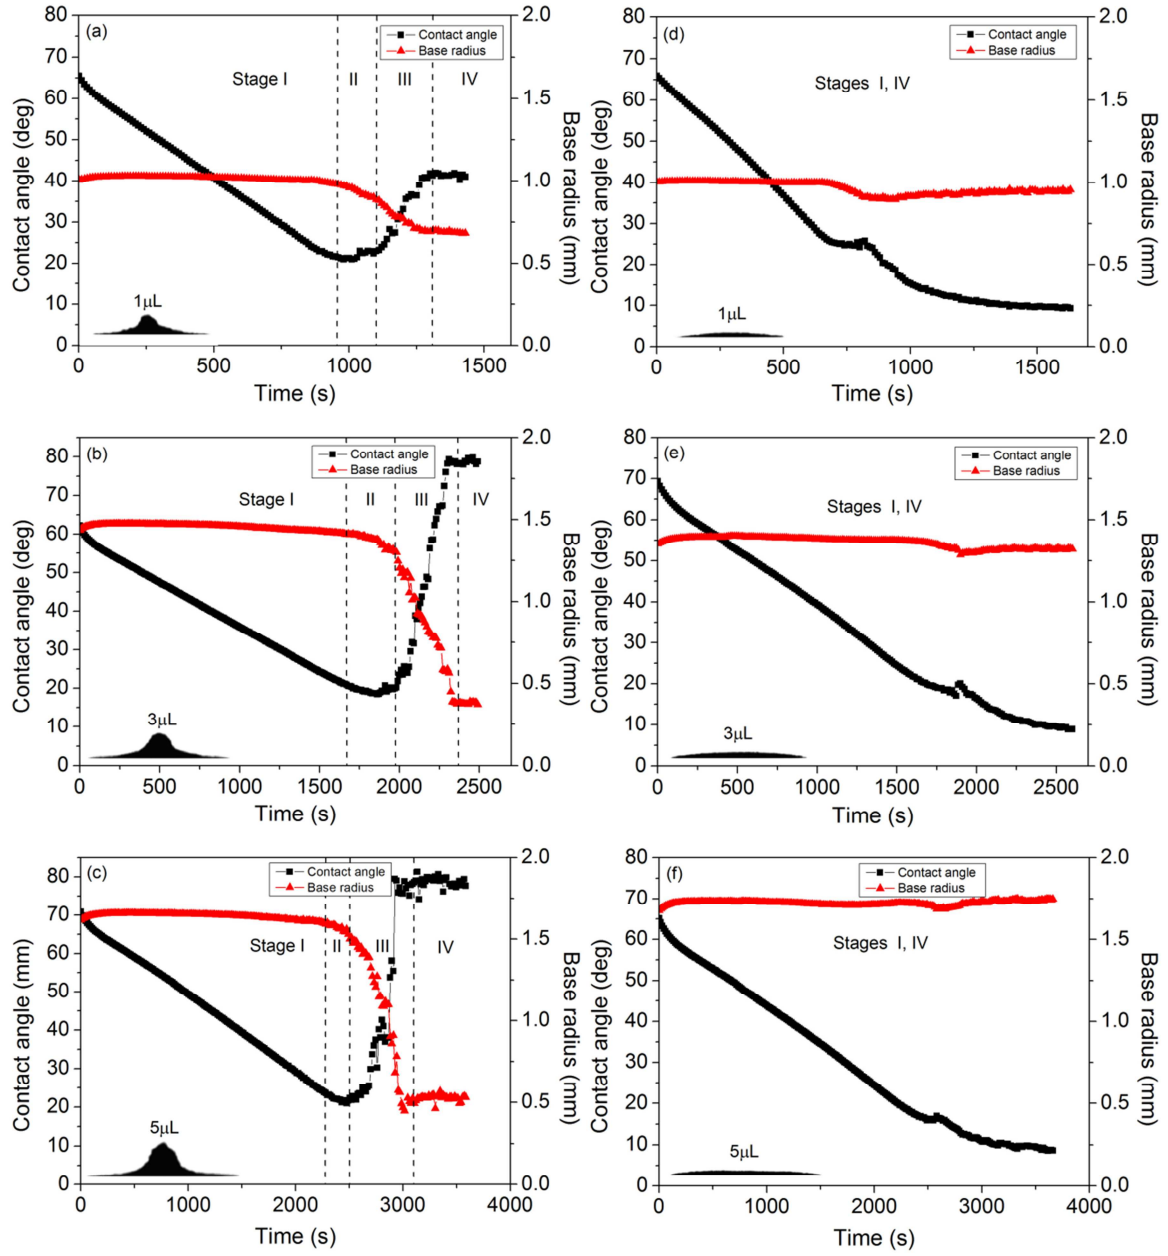 (a)
Contact angle
Base radius
Stage I
II
III
IV
1μL
80
70
60
50
40
30
20
10
0
Contact angle (deg)
2.0
1.5
1.0
0.5
0.0
Base radius (mm)
0
500
1000
1500
Time (s)
(d)
Contact angle
Base radius
Stages I, IV
1μL
80
70
60
50
40
30
20
10
0
Contact angle (deg)
2.0
1.5
1.0
0.5
0.0
Base radius (mm)
0
500
1000
1500
Time (s)
(b)
Contact angle
Base radius
Stage I
II
III
IV
3μL
80
70
60
50
40
30
20
10
0
Contact angle (deg)
2.0
1.5
1.0
0.5
0.0
Base radius (mm)
0
500
1000
1500
2000
2500
Time (s)
(e)
Contact angle
Base radius
Stages I, IV
3μL
80
70
60
50
40
30
20
10
0
Contact angle (deg)
2.0
1.5
1.0
0.5
0.0
Base radius (mm)
0
500
1000
1500
2000
2500
Time (s)
(c)
Contact angle
Base radius
Stage I
II
III
IV
5μL
80
70
60
50
40
30
20
10
0
Contact angle (mm)
2.0
1.5
1.0
0.5
0.0
Base radius (mm)
0
1000
2000
3000
4000
Time (s)
(f)
Contact angle
Base radius
Stages I, IV
5μL
80
70
60
50
40
30
20
10
0
Contact angle (deg)
2.0
1.5
1.0
0.5
0.0
Base radius (mm)
0
1000
2000
3000
4000
Time (s)